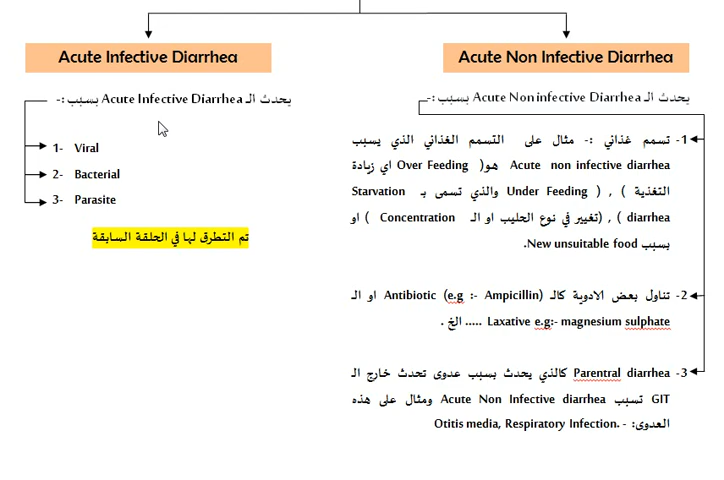 Acute Infective Diarrhea
يحدث الـ Acute Infective Diarrhea بسبب :-
1- Viral
2- Bacterial
3- Parasite
تم التطرق لها في الحلقة السابقة
Acute Non Infective Diarrhea
يحدث الـ Acute Non infective Diarrhea بسبب :-
1- تسمم غذائي :- مثال على التسمم الغذائي الذي يسبب
Acute non infective diarrhea هو( Over Feeding اي زيادة
التغذية ) , ( Under Feeding والذي تسمى بـ Starvation
diarrhea ) , (تغيير في نوع الحليب او الـ Concentration ) او
بسبب New unsuitable food.
2- تناول بعض الادوية كالـ Antibiotic (e.g :- Ampicillin) او الـ
Laxative e.g:- magnesium sulphate ..... الخ .
3- Parentral diarrhea كالذي يحدث بسبب عدوى تحدث خارج الـ
GIT تسبب Acute Non Infective diarrhea ومثال على هذه
العدوى: - Otitis media, Respiratory Infection.